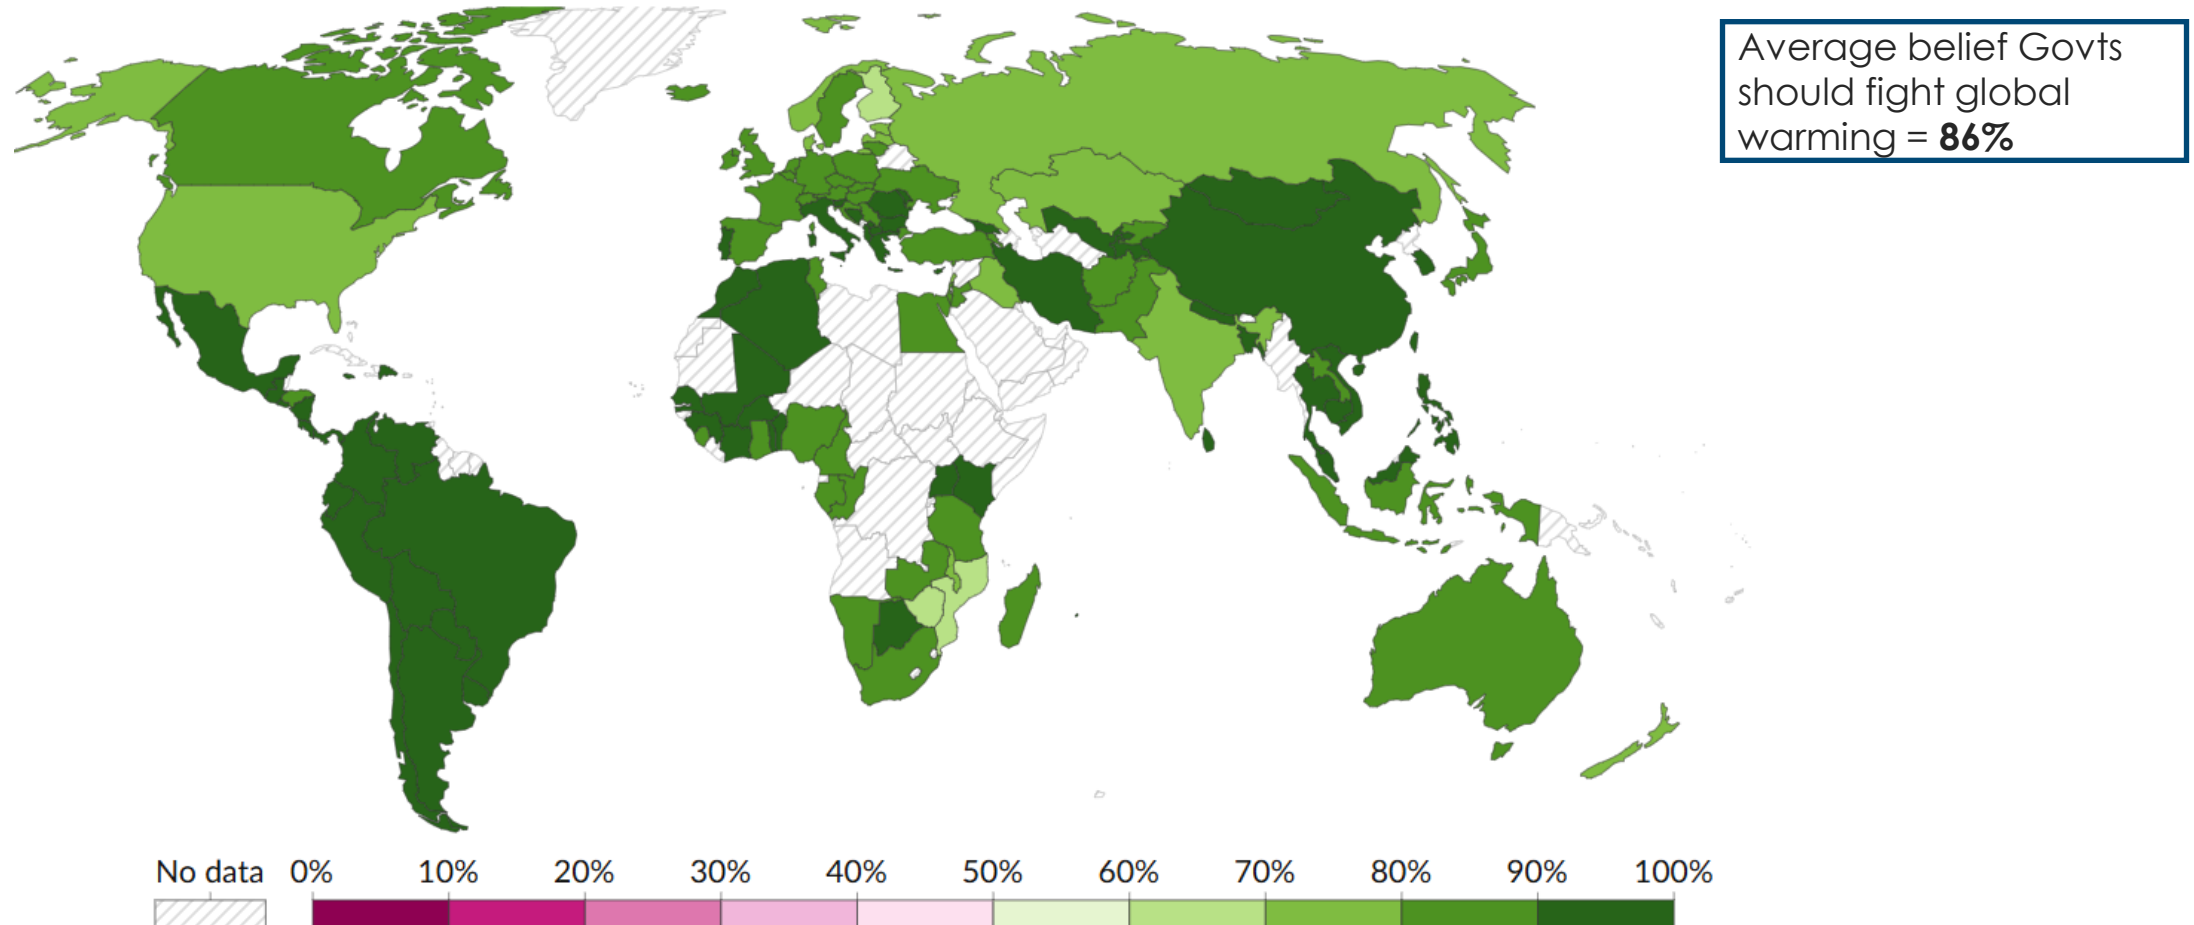 Average belief Govts
should fight global
warming = 86%
No data 0% 10% 20% 30% 40% 50% 60% 70% 80% 90% 100%